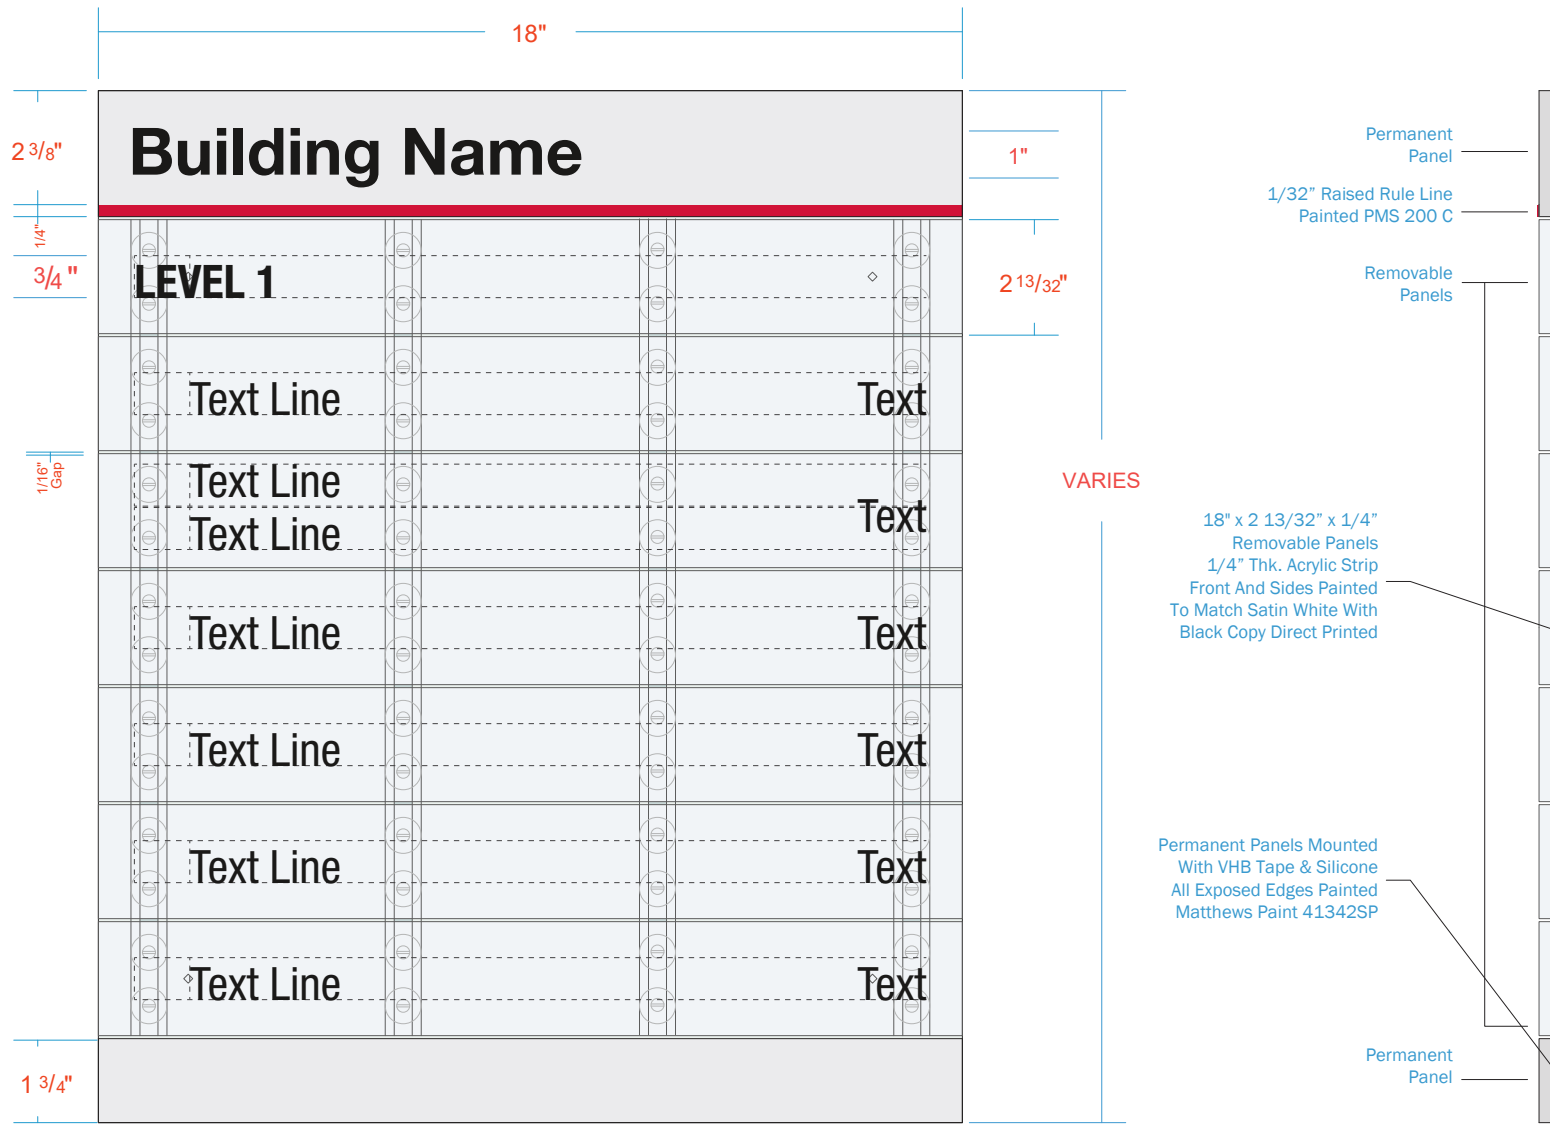 18"
2 3/8"
Building Name
1"
Permanent
Panel
1/32” Raised Rule Line
Painted PMS 200 C
1/4"
3/4 "
LEVEL 1
2 13/32"
Removable
Panels
Text Line Text
1/16"
Gap
Text Line
Text Line
Text
VARIES
18" x 2 13/32” x 1/4”
Removable Panels
1/4” Thk. Acrylic Strip
Front And Sides Painted
To Match Satin White With
Black Copy Direct Printed
Text Line Text
Text Line Text
Text Line Text
Permanent Panels Mounted
With VHB Tape & Silicone
All Exposed Edges Painted
Matthews Paint 41342SP
Text Line Text
1 3/4"
Permanent
Panel